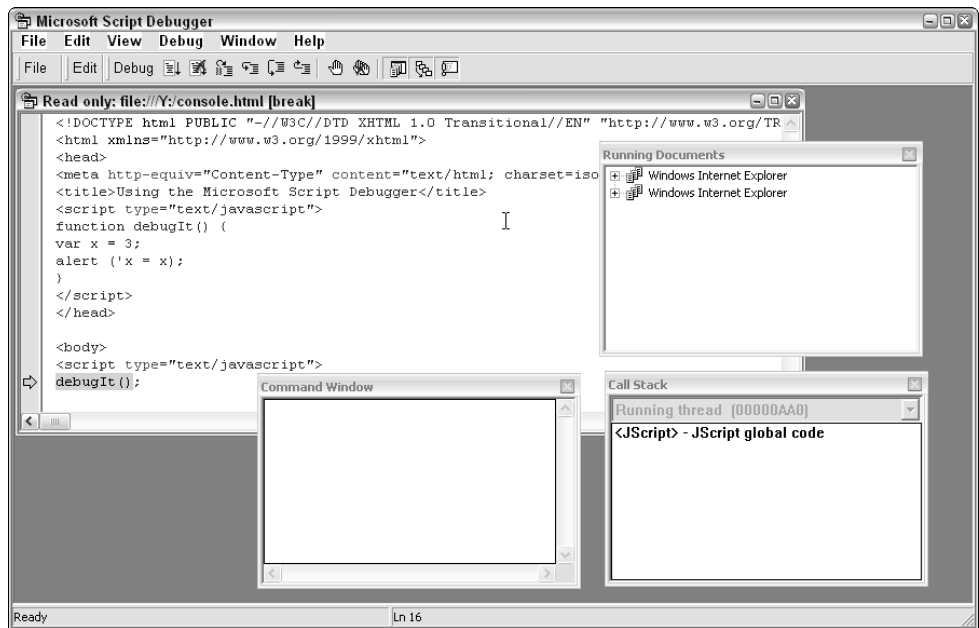 Microsoft Script Debugger
File Edit View Debug Window Help
File Edit Debug
Read only: file:///Y:/console.html [break]
<!DOCTYPE html PUBLIC "-//W3C//DTD XHTML 1.0 Transitional//EN" "http://www.w3.org/TR
<html xmlns="http://www.w3.org/1999/xhtml">
<head>
<meta http-equiv="Content-Type" content="text/html; charset=iso
<title>Using the Microsoft Script Debugger</title>
<script type="text/javascript">
function debugIt() {
var x = 3;
alert ('x = x);
}
</script>
</head>
<body>
<script type="text/javascript">
debugIt();
Running Documents
Windows Internet Explorer
Windows Internet Explorer
Command Window
Call Stack
Running thread (00000AA0)
<JScript> - JScript global code
Ready Ln 16